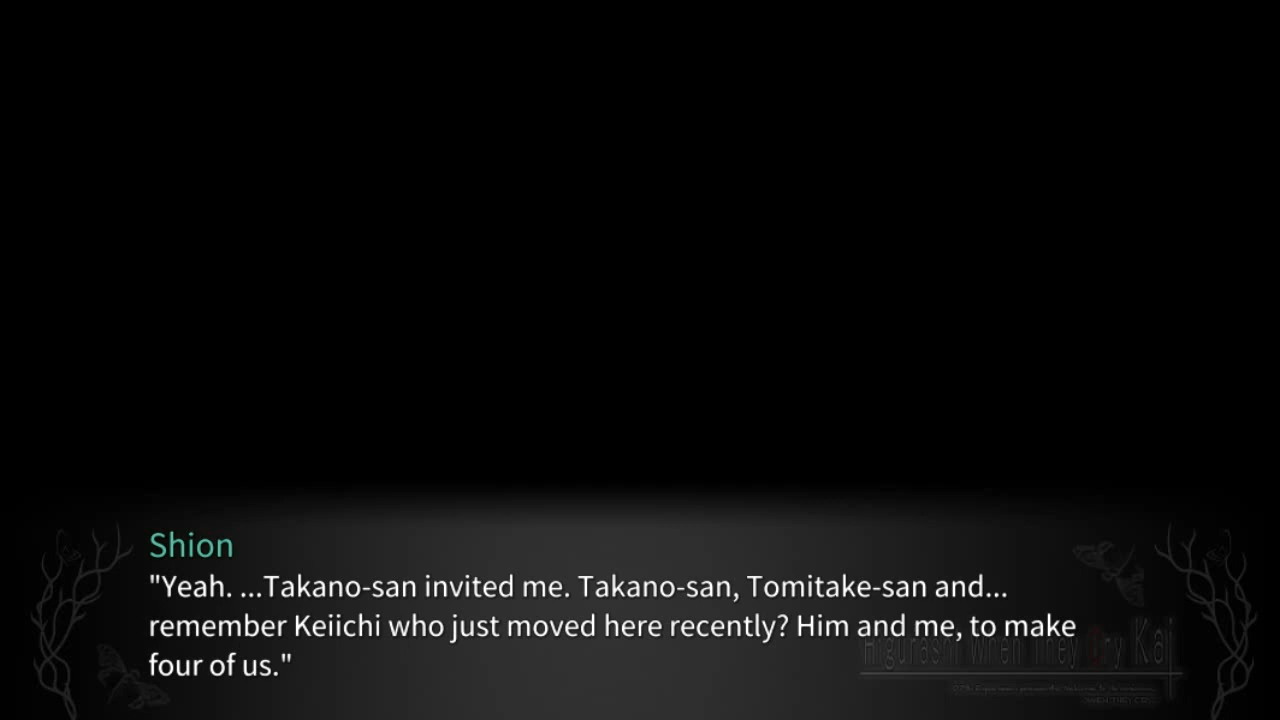 Shion
"Yeah. ...Takano-san invited me. Takano-san, Tomitake-san and...
remember Keiichi who just moved here recently? Him and me, to make
four of us."
Higurashi When They Cry Kai